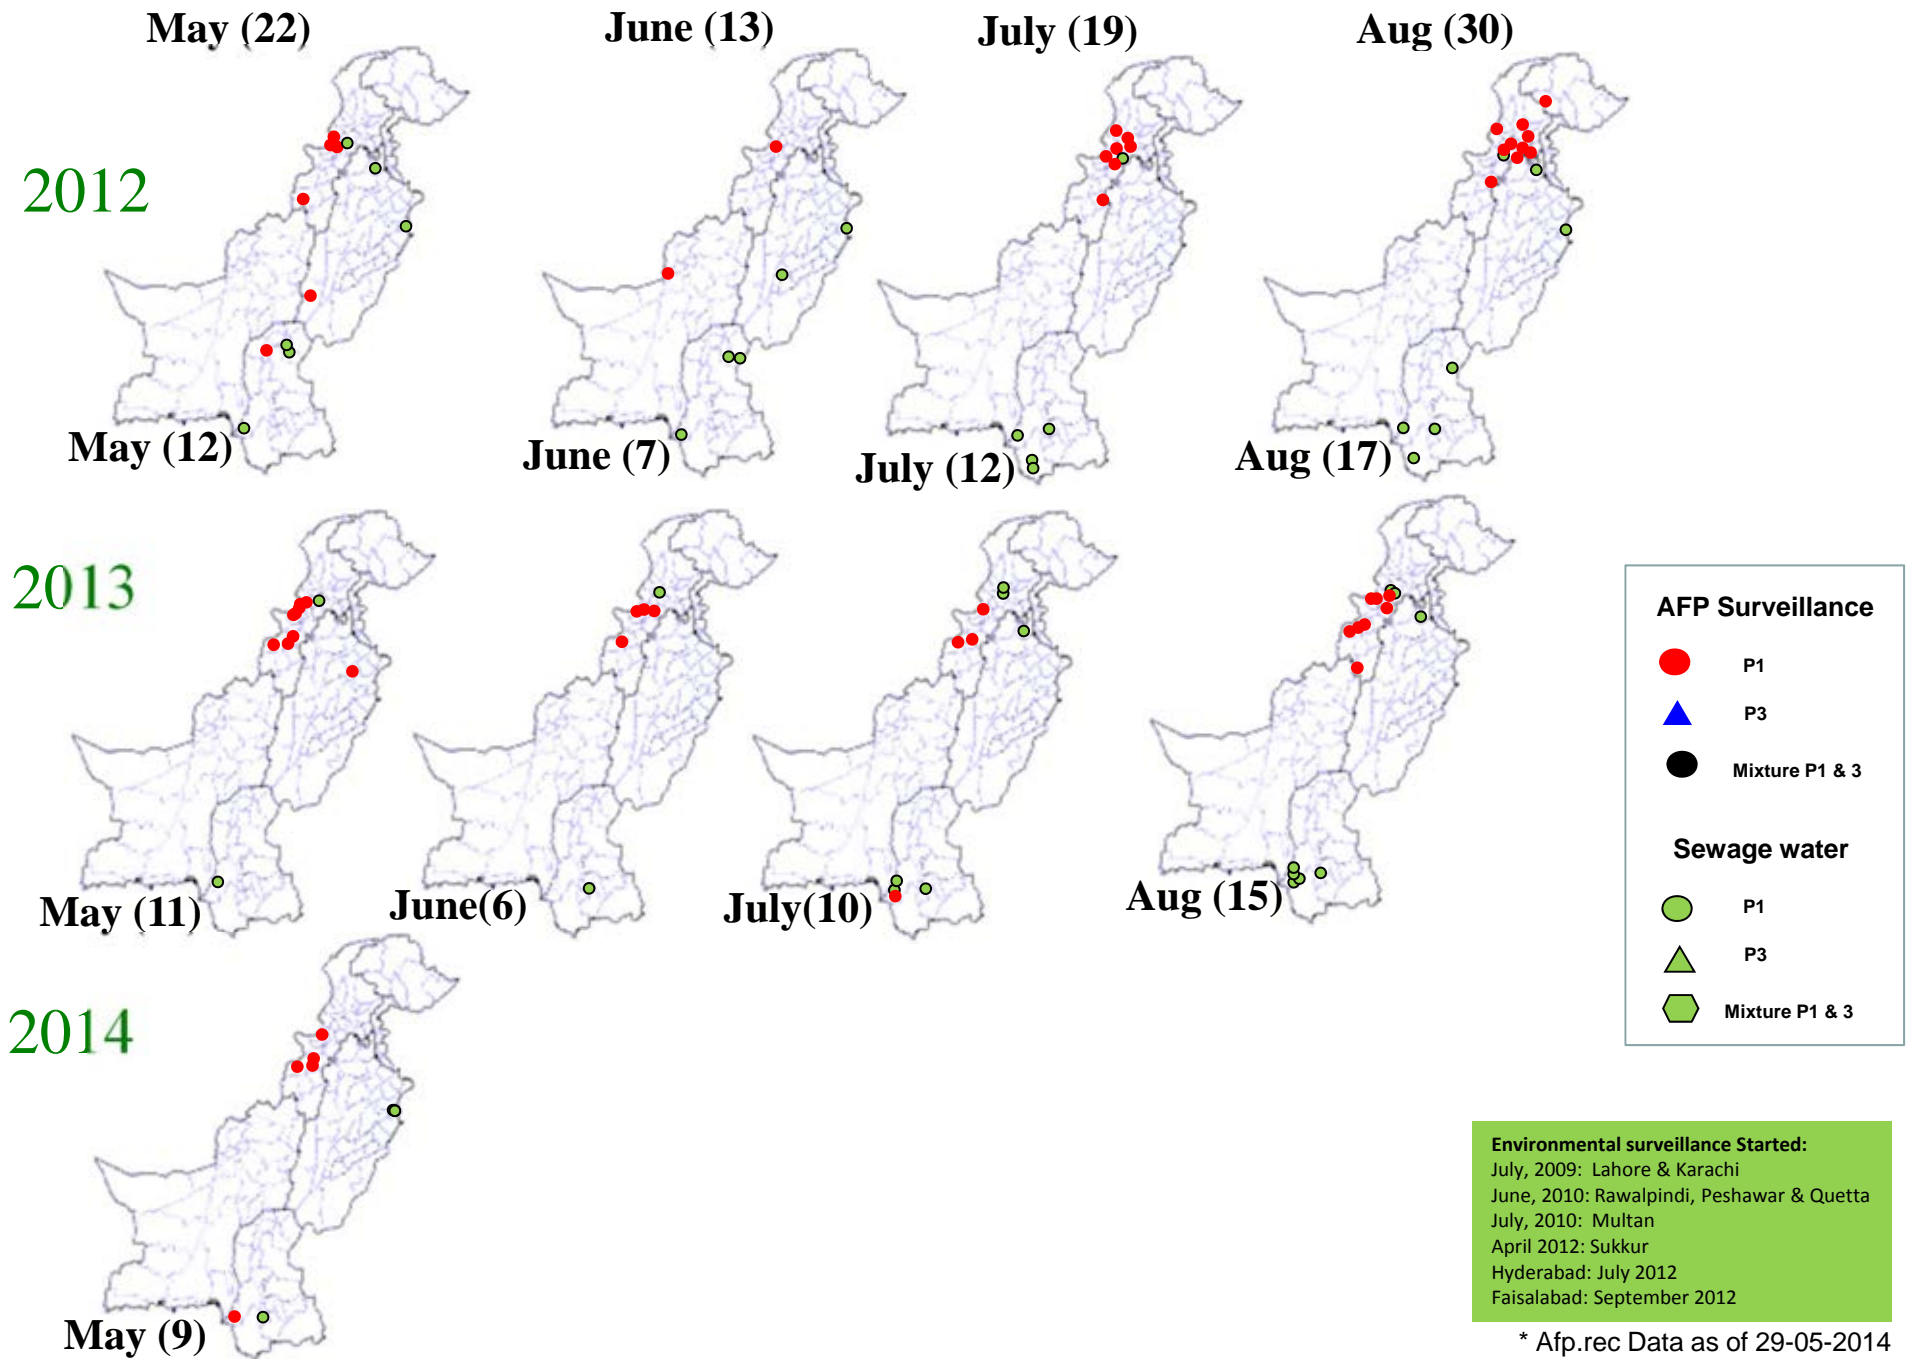 May (22)
June (13)
July (19)
Aug (30)
2012
May (12)
June (7)
July (12)
Aug (17)
2013
May (11)
June(6)
July(10)
Aug (15)
AFP Surveillance
P1
P3
Mixture P1 & 3
Sewage water
P1
P3
Mixture P1 & 3
2014
May (9)
Environmental surveillance Started:
July, 2009: Lahore & Karachi
June, 2010: Rawalpindi, Peshawar & Quetta
July, 2010: Multan
April 2012: Sukkur
Hyderabad: July 2012
Faisalabad: September 2012
* Afp.rec Data as of 29-05-2014